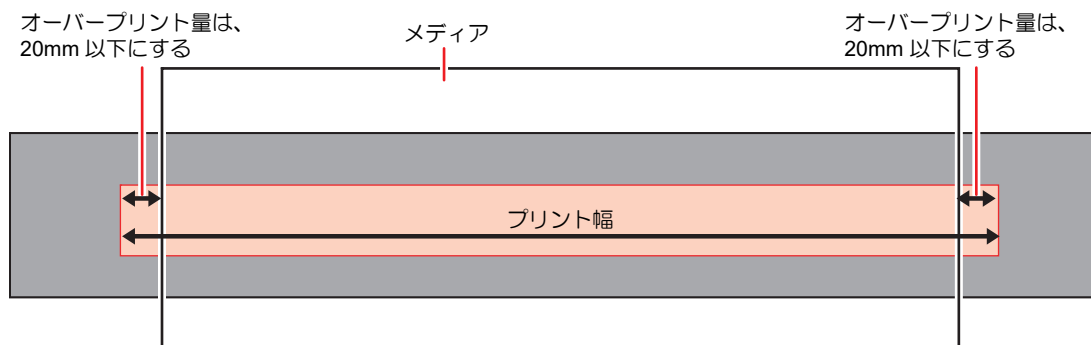 オーバープリント量は、
20mm 以下にする
メディア
オーバープリント量は、
20mm 以下にする
プリント幅